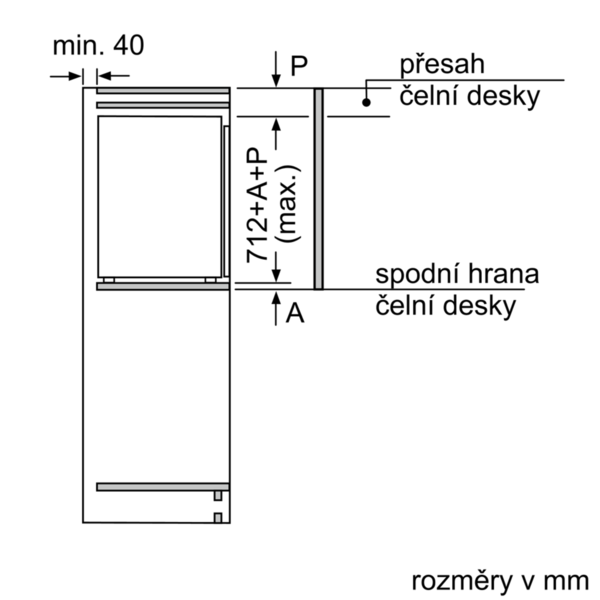 min. 40
P
přesah
čelní desky
712+A+P
(max.)
spodní hrana
čelní desky
A
rozměry v mm